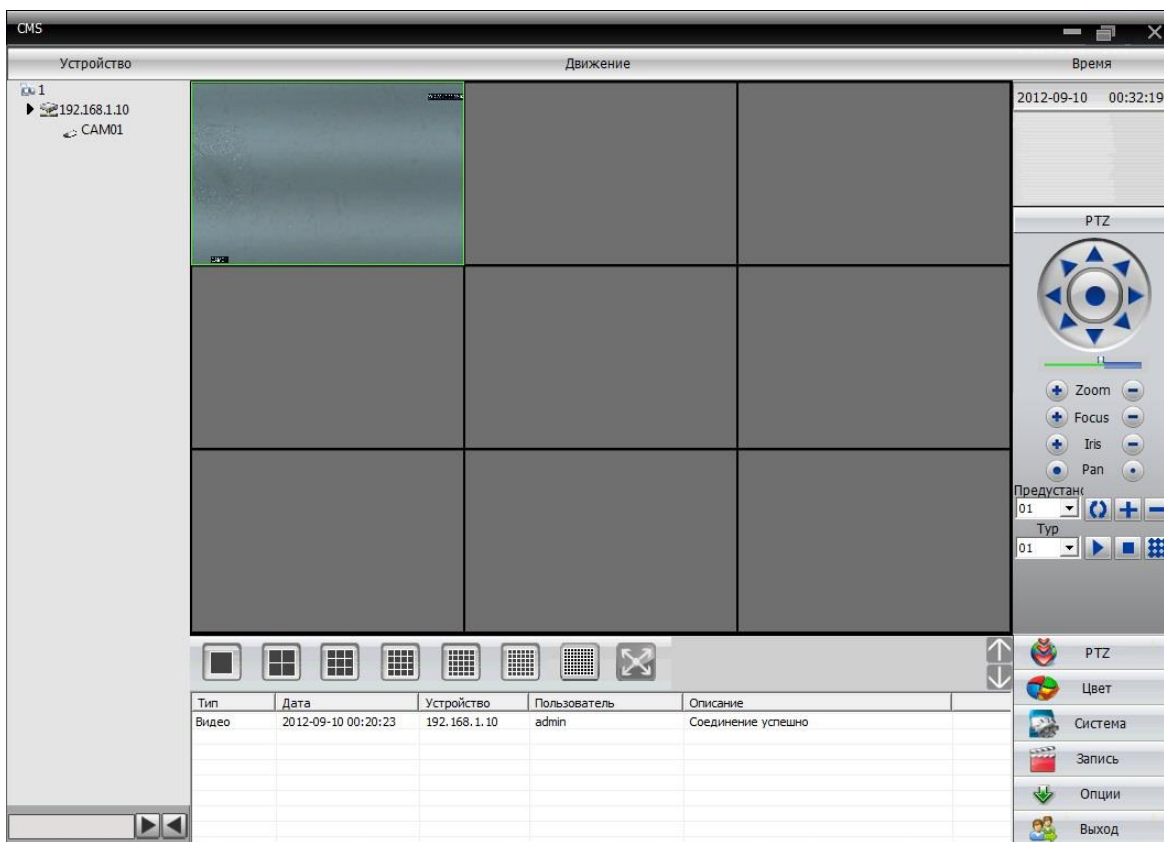 CMS
Устройство
Движение
Время
1
192.168.1.10
CAM01
2012-09-10 00:32:19
PTZ
Zoom
Focus
Iris
Pan
Предустанс
01
Тур
01
PTZ
Цвет
Система
Запись
Опции
Выход
Тип Дата Устройство Пользователь Описание
Видео 2012-09-10 00:20:23 192.168.1.10 admin Соединение успешно